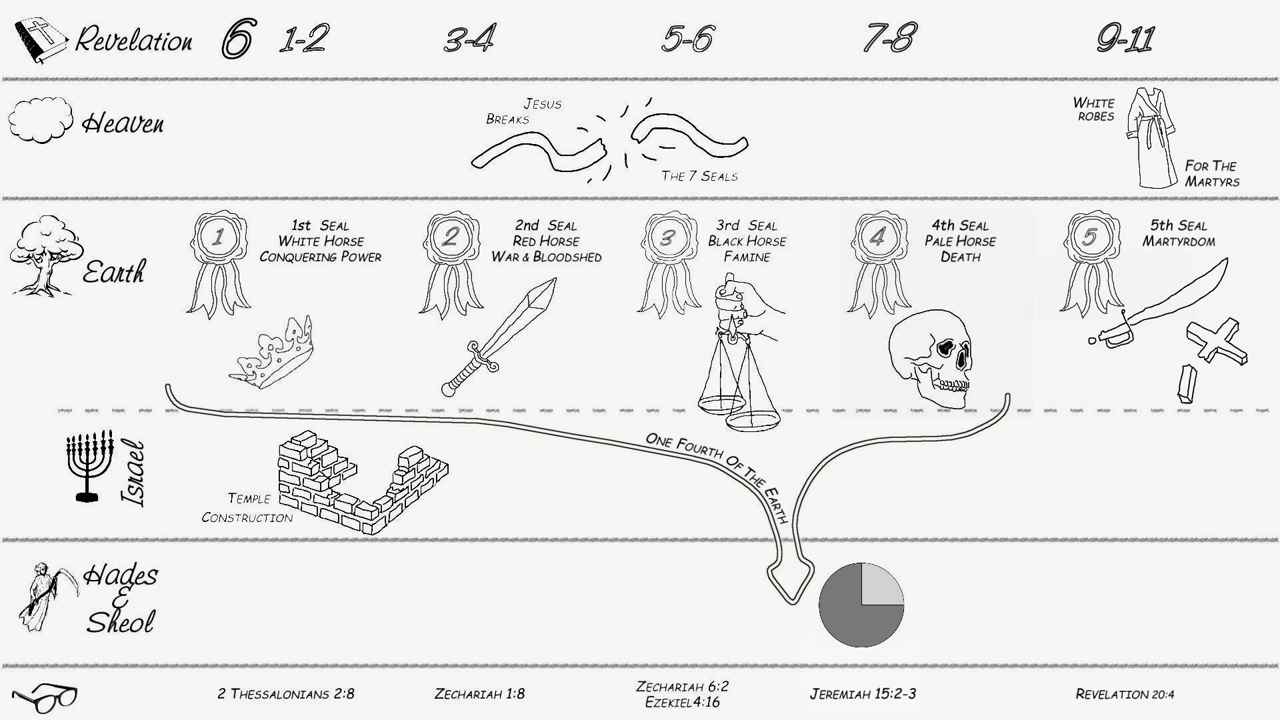 Revelation 6 1-2 3-4 5-6 7-8 9-11
Heaven
JESUS
BREAKS
THE 7 SEALS
WHITE
ROBES
FOR THE
MARTYRS
Earth
1
1st SEAL
WHITE HORSE
CONQUERING POWER
2
2nd SEAL
RED HORSE
WAR & BLOODSHED
3
3rd SEAL
BLACK HORSE
FAMINE
4
4th SEAL
PALE HORSE
DEATH
5
5th SEAL
MARTYRDOM
Israel
TEMPLE
CONSTRUCTION
ONE FOURTH OF THE EARTH
Hades
&
Sheol
2 THESSALONIANS 2:8
ZECHARIAH 1:8
ZECHARIAH 6:2
EZEKIEL4:16
JEREMIAH 15:2-3
REVELATION 20:4